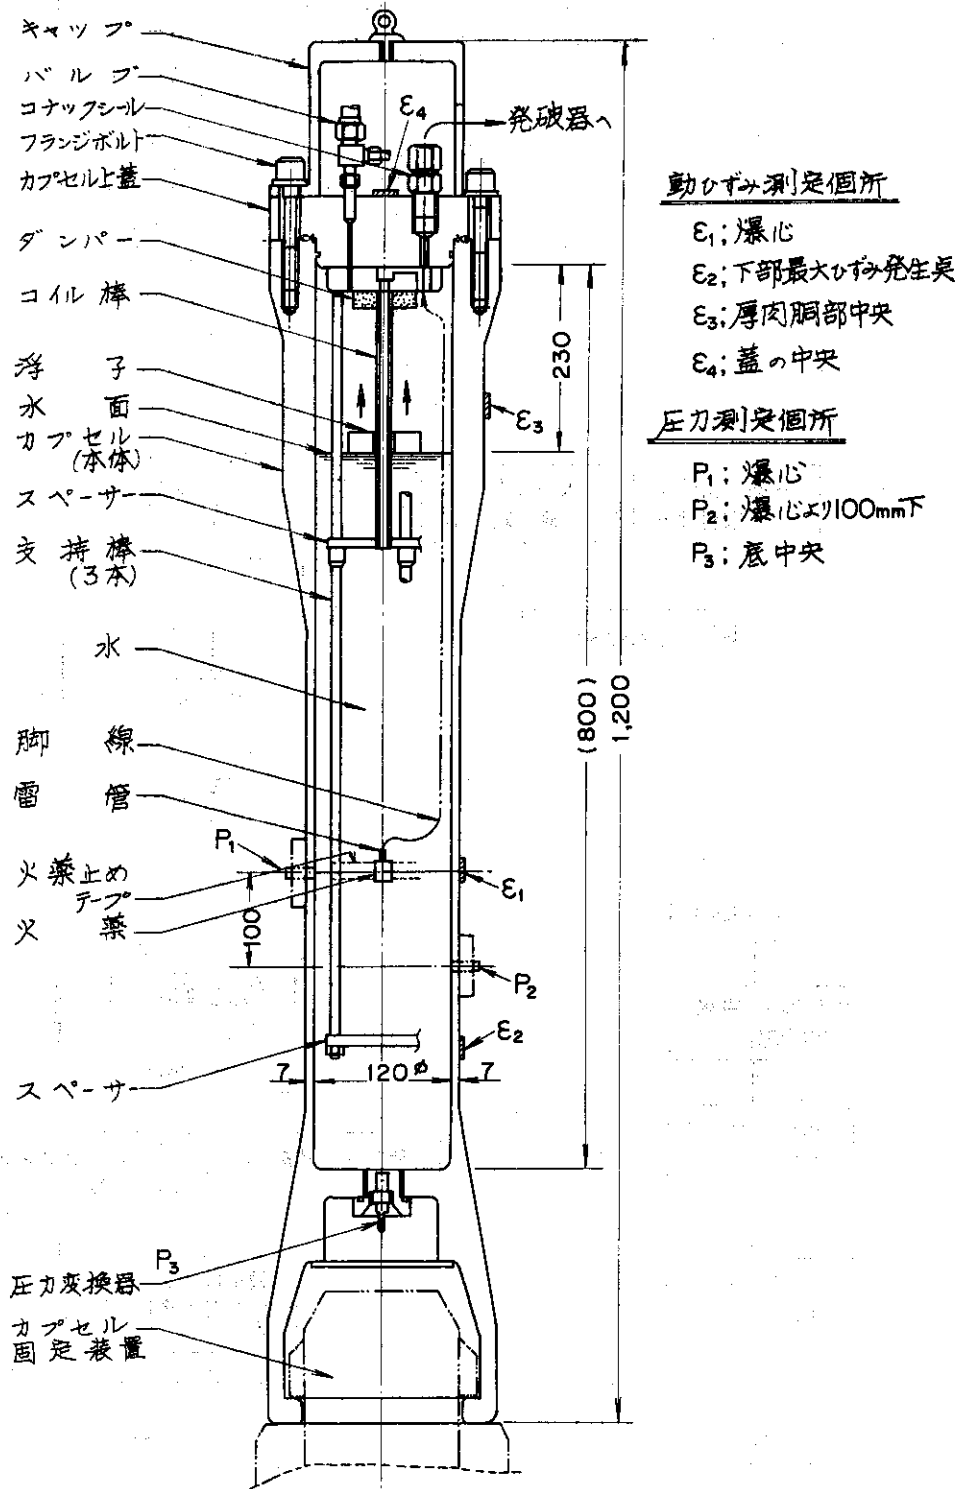 キャップ
バルブ
コナックシール
フランジボルト
カプセル上蓋
ダンパー
コイル棒
浮子
水面
カプセル
(本体)
スペーサー
支持棒
(3本)
水
脚線
雷管
P₁
火薬止め
テープ
火薬
100
スペーサー
7
120ø
7
P₃
圧力変換器
カプセル
固定装置
ε₄
発破器へ
230
ε₃
(800)
1,200
ε₁
P₂
ε₂
動ひずみ測定個所
ε₁; 爆心
ε₂; 下部最大ひずみ発生点
ε₃; 厚肉胴部中央
ε₄; 蓋の中央
圧力測定個所
P₁; 爆心
P₂; 爆心より100mm下
P₃; 底中央